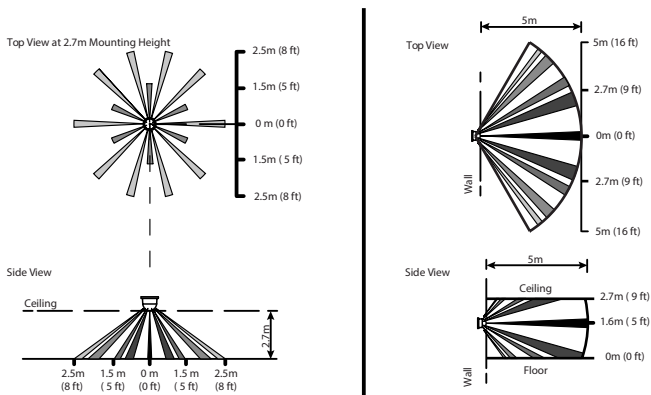 Top View at 2.7m Mounting Height
2.5m (8 ft)
1.5m (5 ft)
0 m (0 ft)
1.5m ( 5 ft)
2.5m (8 ft)
Side View
Ceiling
2.7m
2.5m (8 ft)
1.5 m ( 5 ft)
0 m (0 ft)
1.5 m ( 5 ft)
2.5m (8 ft)
5m
Top View
5m (16 ft)
2.7m (9 ft)
0m (0 ft)
2.7m (9 ft)
5m (16 ft)
Wall
Side View
5m
Ceiling
2.7m ( 9 ft)
1.6m ( 5 ft)
0m (0 ft)
Floor
Wall